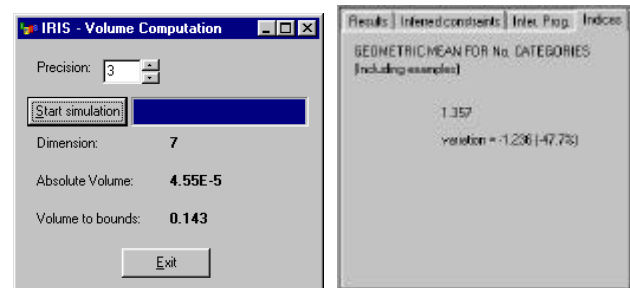 IRIS - Volume Computation
Precision: 3
Start simulation
Dimension: 7
Absolute Volume: 4.55E-5
Volume to bounds: 0.143
Exit
Results Inferred constraints Infer. Prog. Indices
GEOMETRIC MEAN FOR No. CATEGORIES
(Including examples)
1.357
variation = -1.236 (-47.7%)